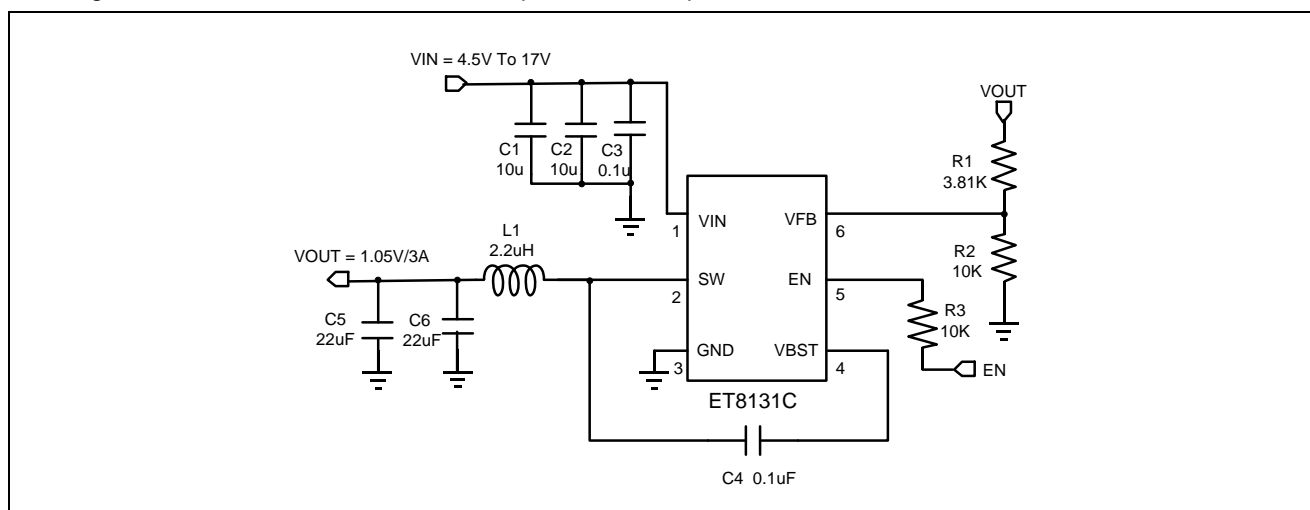 VIN = 4.5V To 17V
VOUT
C1
10u
C2
10u
C3
0.1u
R1
3.81K
VIN
VFB
1
6
L1
2.2uH
VOUT = 1.05V/3A
R2
10K
SW
EN
2
5
C5
22uF
C6
22uF
R3
10K
GND
VBST
3
4
EN
ET8131C
C4 0.1uF